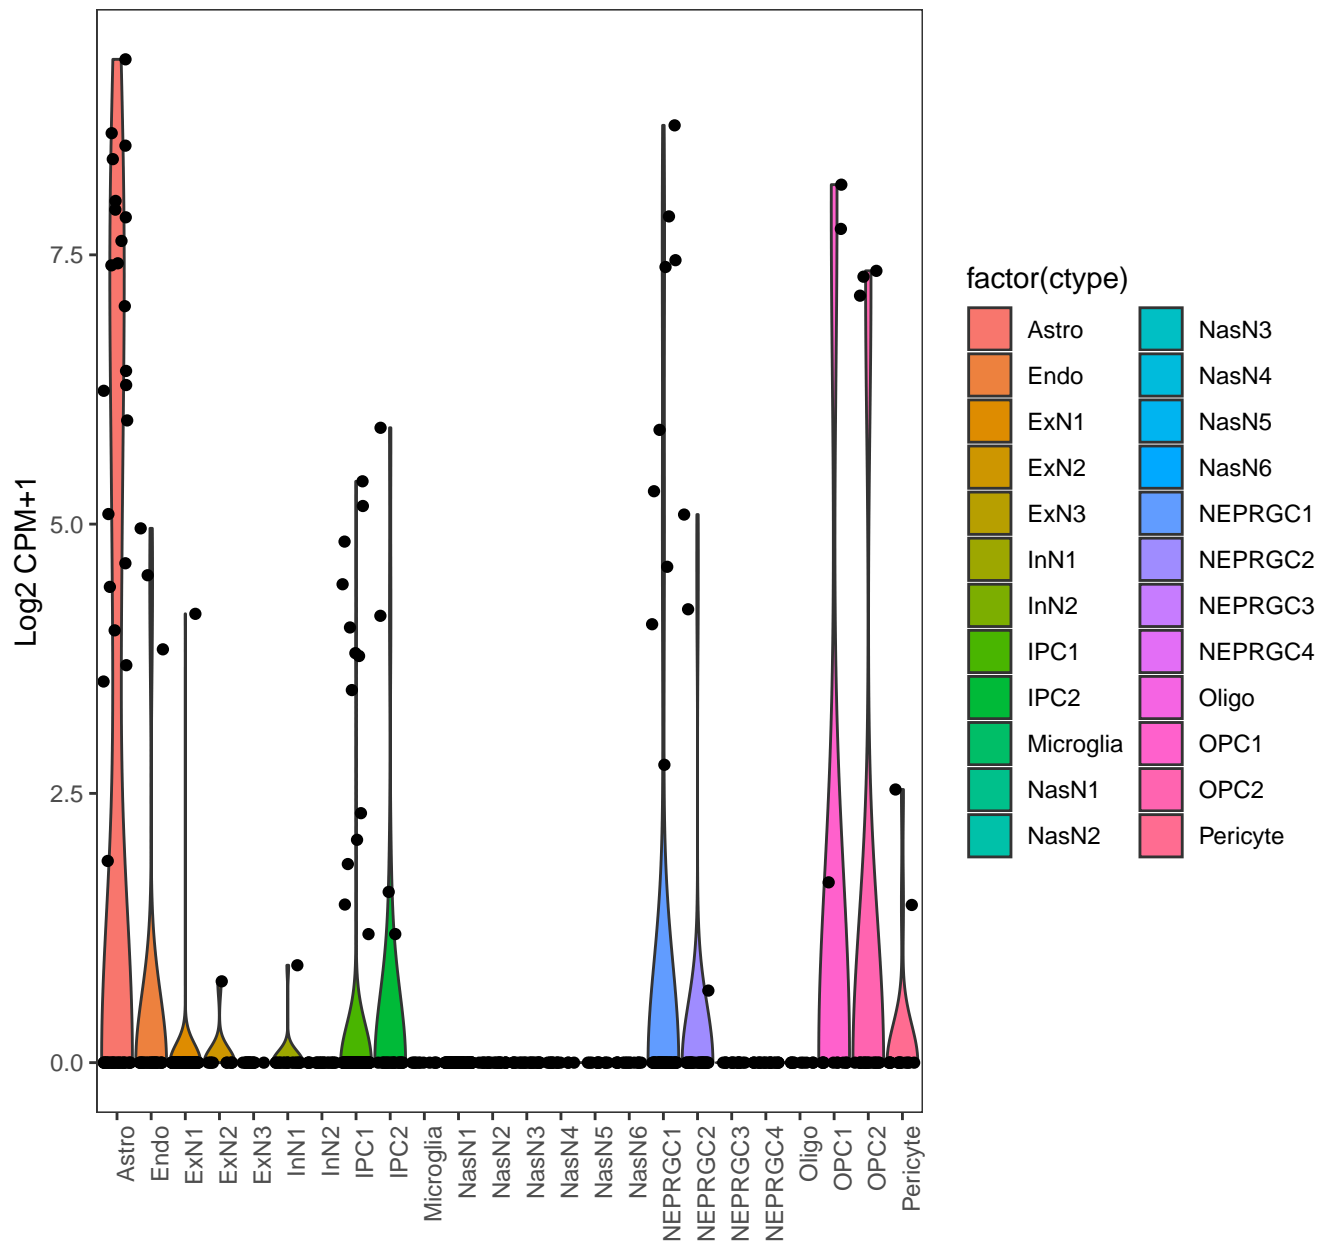 Log2 CPM+1
7.5
5.0
2.5
0.0
Astro
Endo
ExN1
ExN2
ExN3
InN1
InN2
IPC1
IPC2
Microglia
NasN1
NasN2
NasN3
NasN4
NasN5
NasN6
NEPRGC1
NEPRGC2
NEPRGC3
NEPRGC4
Oligo
OPC1
OPC2
Pericyte
factor(ctype)
Astro
Endo
ExN1
ExN2
ExN3
InN1
InN2
IPC1
IPC2
Microglia
NasN1
NasN2
NasN3
NasN4
NasN5
NasN6
NEPRGC1
NEPRGC2
NEPRGC3
NEPRGC4
Oligo
OPC1
OPC2
Pericyte